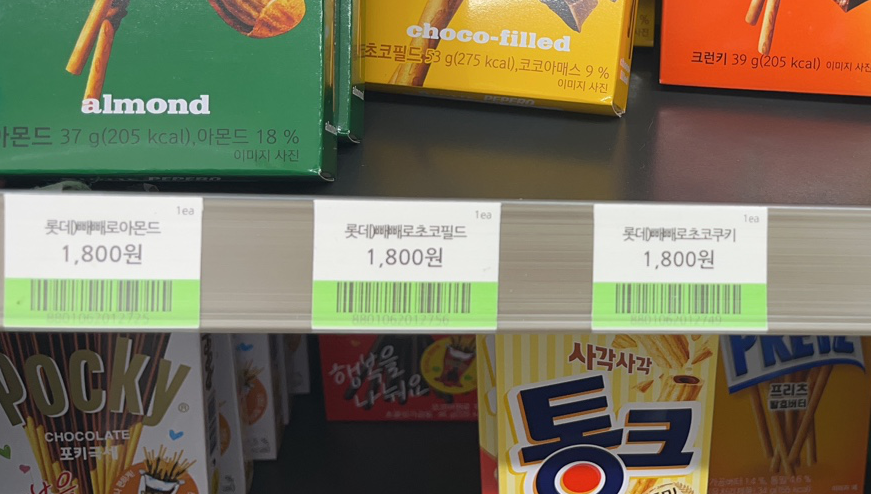 almond
아몬드 37 g(205 kcal),아몬드 18 %
이미지 사진
PEPERO
choco-filled
초코필드 53 g(275 kcal),코코아매스 9 %
이미지 사진
PEPERO
크런키 39 g(205 kcal) 이미지 사진
1ea
롯데)빼빼로아몬드
1,800원
8801062012725
1ea
롯데)빼빼로초코필드
1,800원
8801062012756
1ea
롯데)빼빼로초코쿠키
1,800원
8801062012749
POCKY
CHOCOLATE
포키극세
행복을
나눠요
사각사각
통크
PRETZ
프리츠